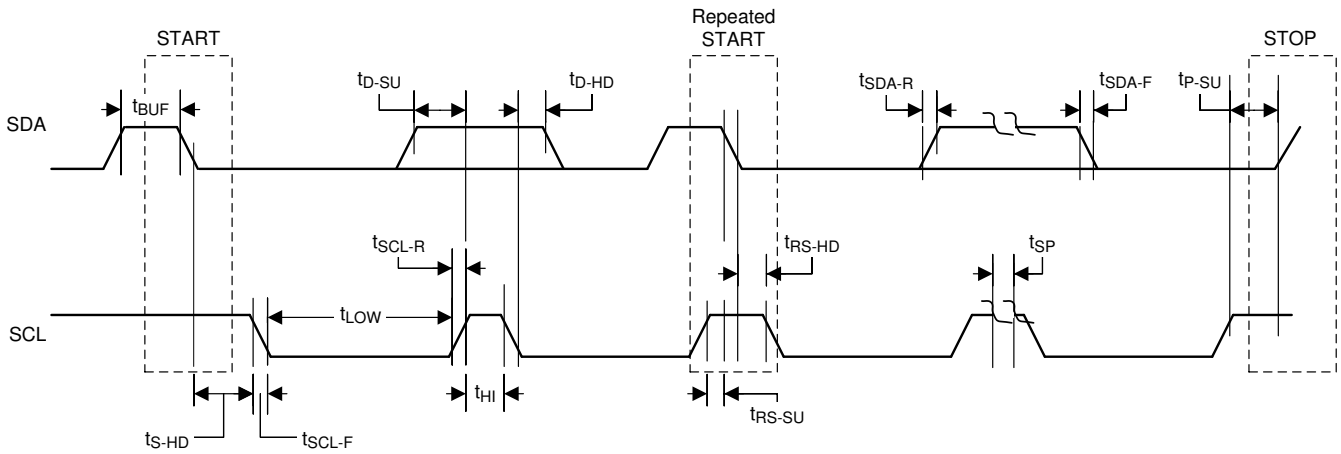 START
Repeated
START
STOP
tBUF
tD-SU
tD-HD
tSDA-R
tSDA-F
tP-SU
SDA
tSCL-R
tRS-HD
tSP
tLOW
SCL
tHI
tRS-SU
tS-HD
tSCL-F